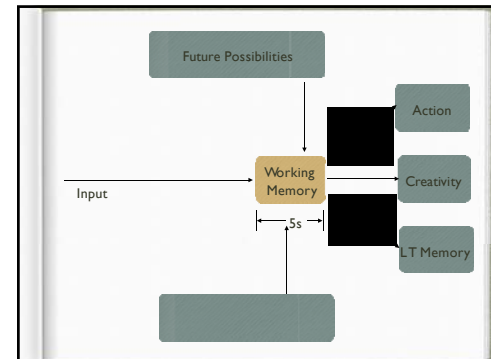 Future Possibilities
Action
Working
Memory
Creativity
Input
5s
LT Memory